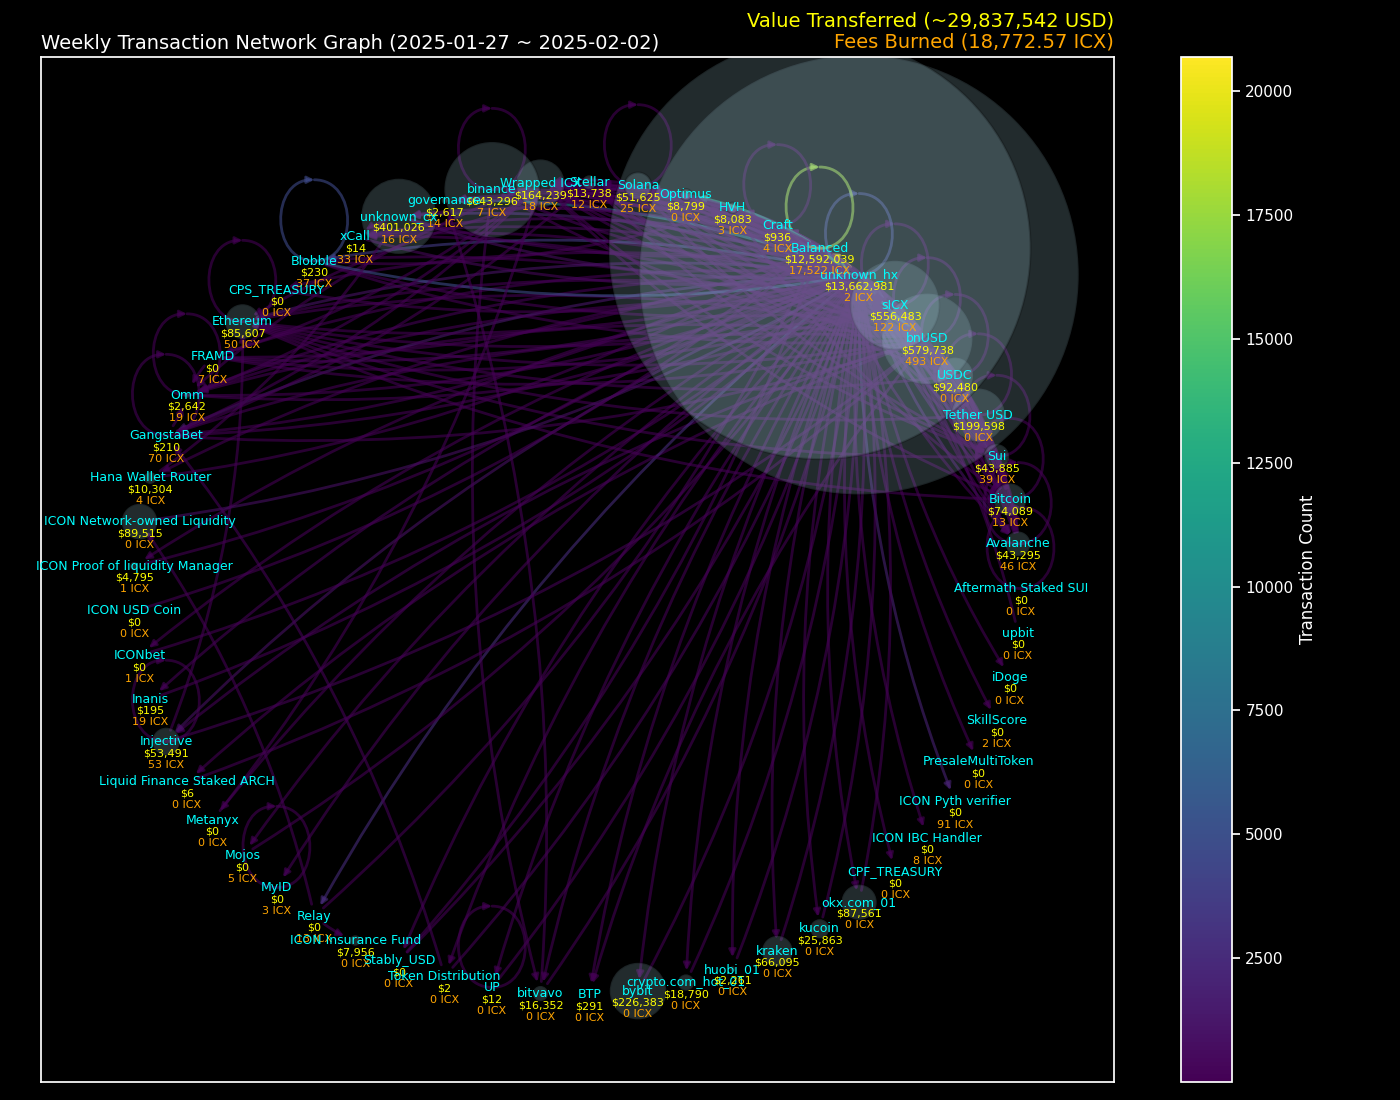 Value Transferred (~29,837,542 USD)
Weekly Transaction Network Graph (2025-01-27 ~ 2025-02-02)
Fees Burned (18,772.57 ICX)
Wrapped ICX
$164,239
18 ICX
Stellar
$13,738
12 ICX
Solana
$51,625
25 ICX
binance
$643,296
7 ICX
Optimus
$8,799
0 ICX
governance
$2,617
14 ICX
HVH
$8,083
3 ICX
unknown_cx
$401,026
16 ICX
Craft
$936
4 ICX
xCall
$14
33 ICX
Balanced
$12,592,039
17,522 ICX
Blobble
$230
37 ICX
unknown_hx
$13,662,981
2 ICX
CPS_TREASURY
$0
0 ICX
sICX
$556,483
122 ICX
Ethereum
$85,607
50 ICX
bnUSD
$579,738
493 ICX
FRAMD
$0
7 ICX
USDC
$92,480
0 ICX
Omm
$2,642
19 ICX
Tether USD
$199,598
0 ICX
GangstaBet
$210
70 ICX
Sui
$43,885
39 ICX
Hana Wallet Router
$10,304
4 ICX
Bitcoin
$74,089
13 ICX
ICON Network-owned Liquidity
$89,515
0 ICX
Avalanche
$43,295
46 ICX
ICON Proof of liquidity Manager
$4,795
1 ICX
Aftermath Staked SUI
$0
0 ICX
ICON USD Coin
$0
0 ICX
upbit
$0
0 ICX
ICONbet
$0
1 ICX
iDoge
$0
0 ICX
Inanis
$195
19 ICX
SkillScore
$0
2 ICX
Injective
$53,491
53 ICX
PresaleMultiToken
$0
0 ICX
Liquid Finance Staked ARCH
$6
0 ICX
ICON Pyth verifier
$0
91 ICX
Metanyx
$0
0 ICX
ICON IBC Handler
$0
8 ICX
Mojos
$0
5 ICX
CPF_TREASURY
$0
0 ICX
MyID
$0
3 ICX
okx.com_01
$87,561
0 ICX
Relay
$0
kucoin
$25,863
0 ICX
ICON Insurance Fund
$7,956
0 ICX
kraken
$66,095
0 ICX
Stably_USD
$0
0 ICX
huobi_01
$2,261
0 ICX
Token Distribution
$2
0 ICX
crypto.com_hot_01
$18,790
0 ICX
UP
$12
0 ICX
bitvavo
$16,352
0 ICX
BTP
$291
0 ICX
bybit
$226,383
0 ICX
20000
17500
15000
12500
10000
7500
5000
2500
Transaction Count